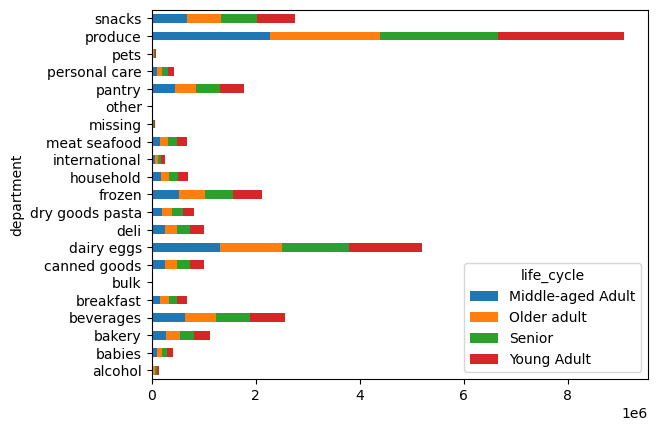 snacks
produce
pets
personal care
pantry
other
missing
meat seafood
international
household
frozen
dry goods pasta
deli
dairy eggs
canned goods
bulk
breakfast
beverages
bakery
babies
alcohol
department
life_cycle
Middle-aged Adult
Older adult
Senior
Young Adult
0 2 4 6 8
1e6